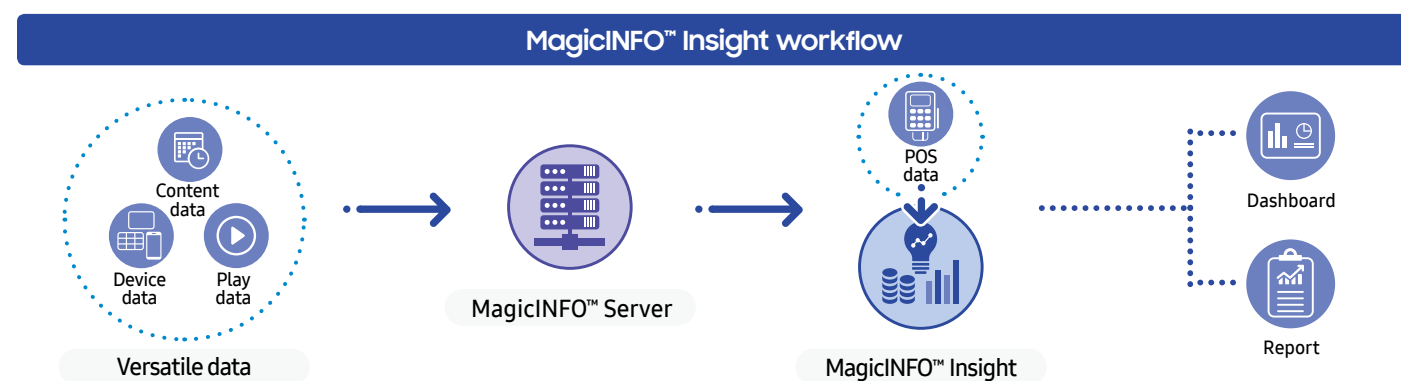 MagicINFO™ Insight workflow
Content
data
Device
data
Play
data
Versatile data
MagicINFO™ Server
POS
data
MagicINFO™ Insight
Dashboard
Report